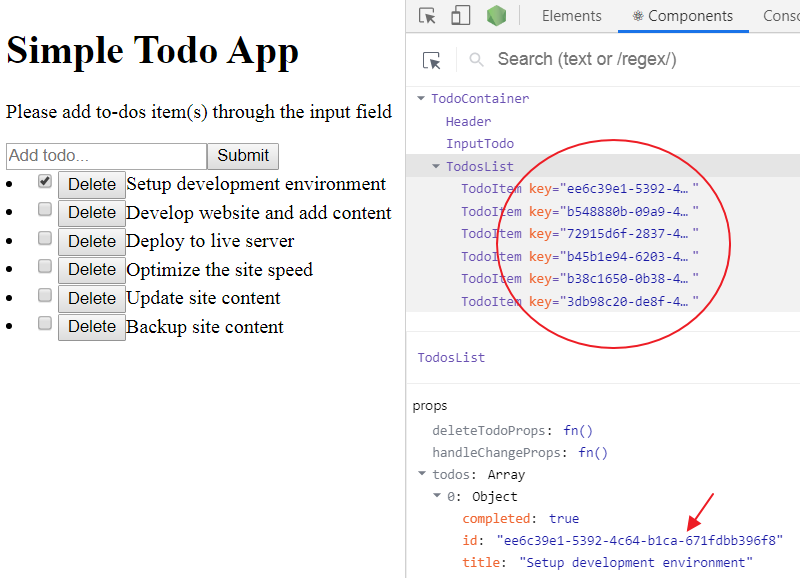 Simple Todo App
Please add to-dos item(s) through the input field
Add todo... Submit
Delete Setup development environment
Delete Develop website and add content
Delete Deploy to live server
Delete Optimize the site speed
Delete Update site content
Delete Backup site content
Elements Components Conso
Search (text or /regex/)
TodoContainer
Header
InputTodo
TodosList
TodoItem key="ee6c39e1-5392-4… "
TodoItem key="b548880b-09a9-4… "
TodoItem key="72915d6f-2837-4… "
TodoItem key="b45b1e94-6203-4… "
TodoItem key="b38c1650-0b38-4… "
TodoItem key="3db98c20-de8f-4… "
TodosList
props
deleteTodoProps: fn()
handleChangeProps: fn()
todos: Array
0: Object
completed: true
id: "ee6c39e1-5392-4c64-b1ca-671fdbb396f8"
title: "Setup development environment"